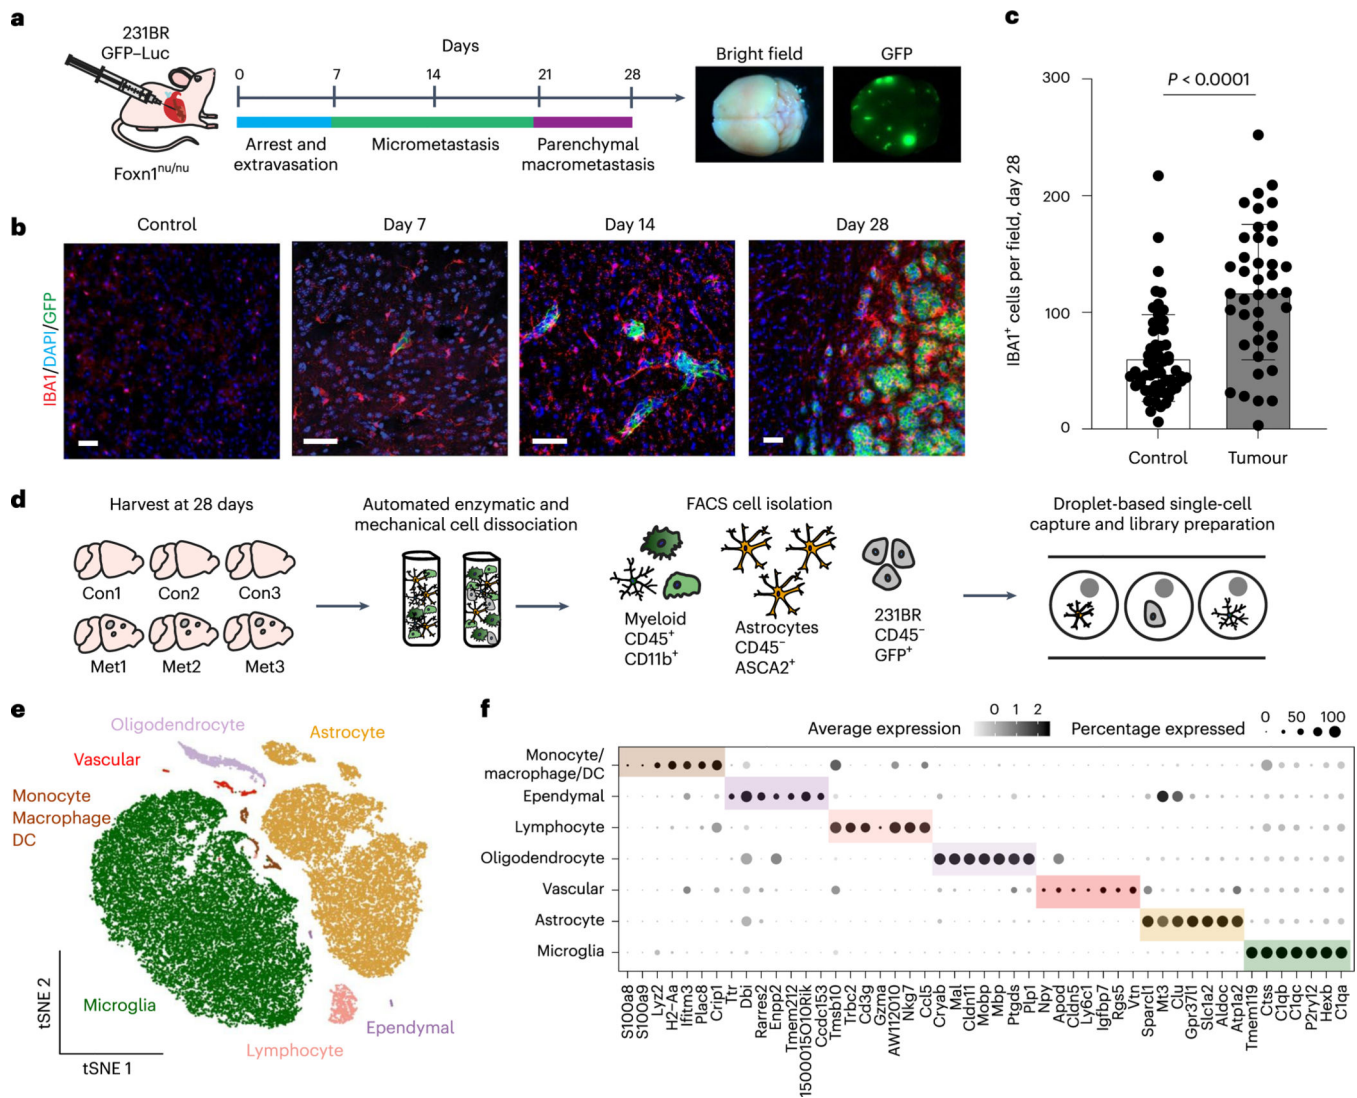 a
231BR
GFP–Luc
Foxn1nu/nu
Days
0 7 14 21 28
Arrest and
extravasation
Micrometastasis
Parenchymal
macrometastasis
Bright field
GFP
b
IBA1/DAPI/GFP
Control
Day 7
Day 14
Day 28
c
IBA1+ cells per field, day 28
300
200
100
0
P < 0.0001
Control
Tumour
d
Harvest at 28 days
Con1 Con2 Con3
Met1 Met2 Met3
Automated enzymatic and
mechanical cell dissociation
FACS cell isolation
Myeloid
CD45+
CD11b+
Astrocytes
CD45−
ASCA2+
231BR
CD45−
GFP+
Droplet-based single-cell
capture and library preparation
e
Oligodendrocyte
Astrocyte
Vascular
Monocyte
Macrophage
DC
Microglia
Ependymal
Lymphocyte
tSNE 2
tSNE 1
f
Average expression
0 1 2
Percentage expressed
0 50 100
Monocyte/
macrophage/DC
Ependymal
Lymphocyte
Oligodendrocyte
Vascular
Astrocyte
Microglia
S100a8
S100a9
Lyz2
H2-Aa
Ifitm3
Plac8
Crip1
Ttr
Dbi
Rarres2
Enpp2
Tmem212
1500015O10Rik
Ccdc153
Tmsb10
Trbc2
Cd3g
Gzma
AW112010
Nkg7
Ccl5
Cryab
Mal
Cldn11
Mobp
Mbp
Ptgds
Plp1
Npy
Apod
Cldn5
Ly6c1
Igfbp7
Rgs5
Vtn
Sparcl1
Mt3
Clu
Gpr37l1
Slc1a2
Aldoc
Atp1a2
Tmem119
Ctss
C1qb
C1qc
P2ry12
Hexb
C1qa